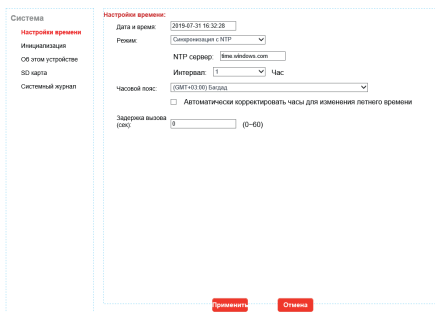 Система
Настройки времени
Инициализация
Об этом устройстве
SD карта
Системный журнал
Настройки времени:
Дата и время: 2019-07-31 16:32:28
Режим: Синхронизация с NTP
NTP сервер: time.windows.com
Интервал: 1 Час
Часовой пояс: (GMT+03:00) Багдад
Автоматически корректировать часы для изменения летнего времени
Задержка вызова
(сек): 0 (0~60)
Применить Отмена